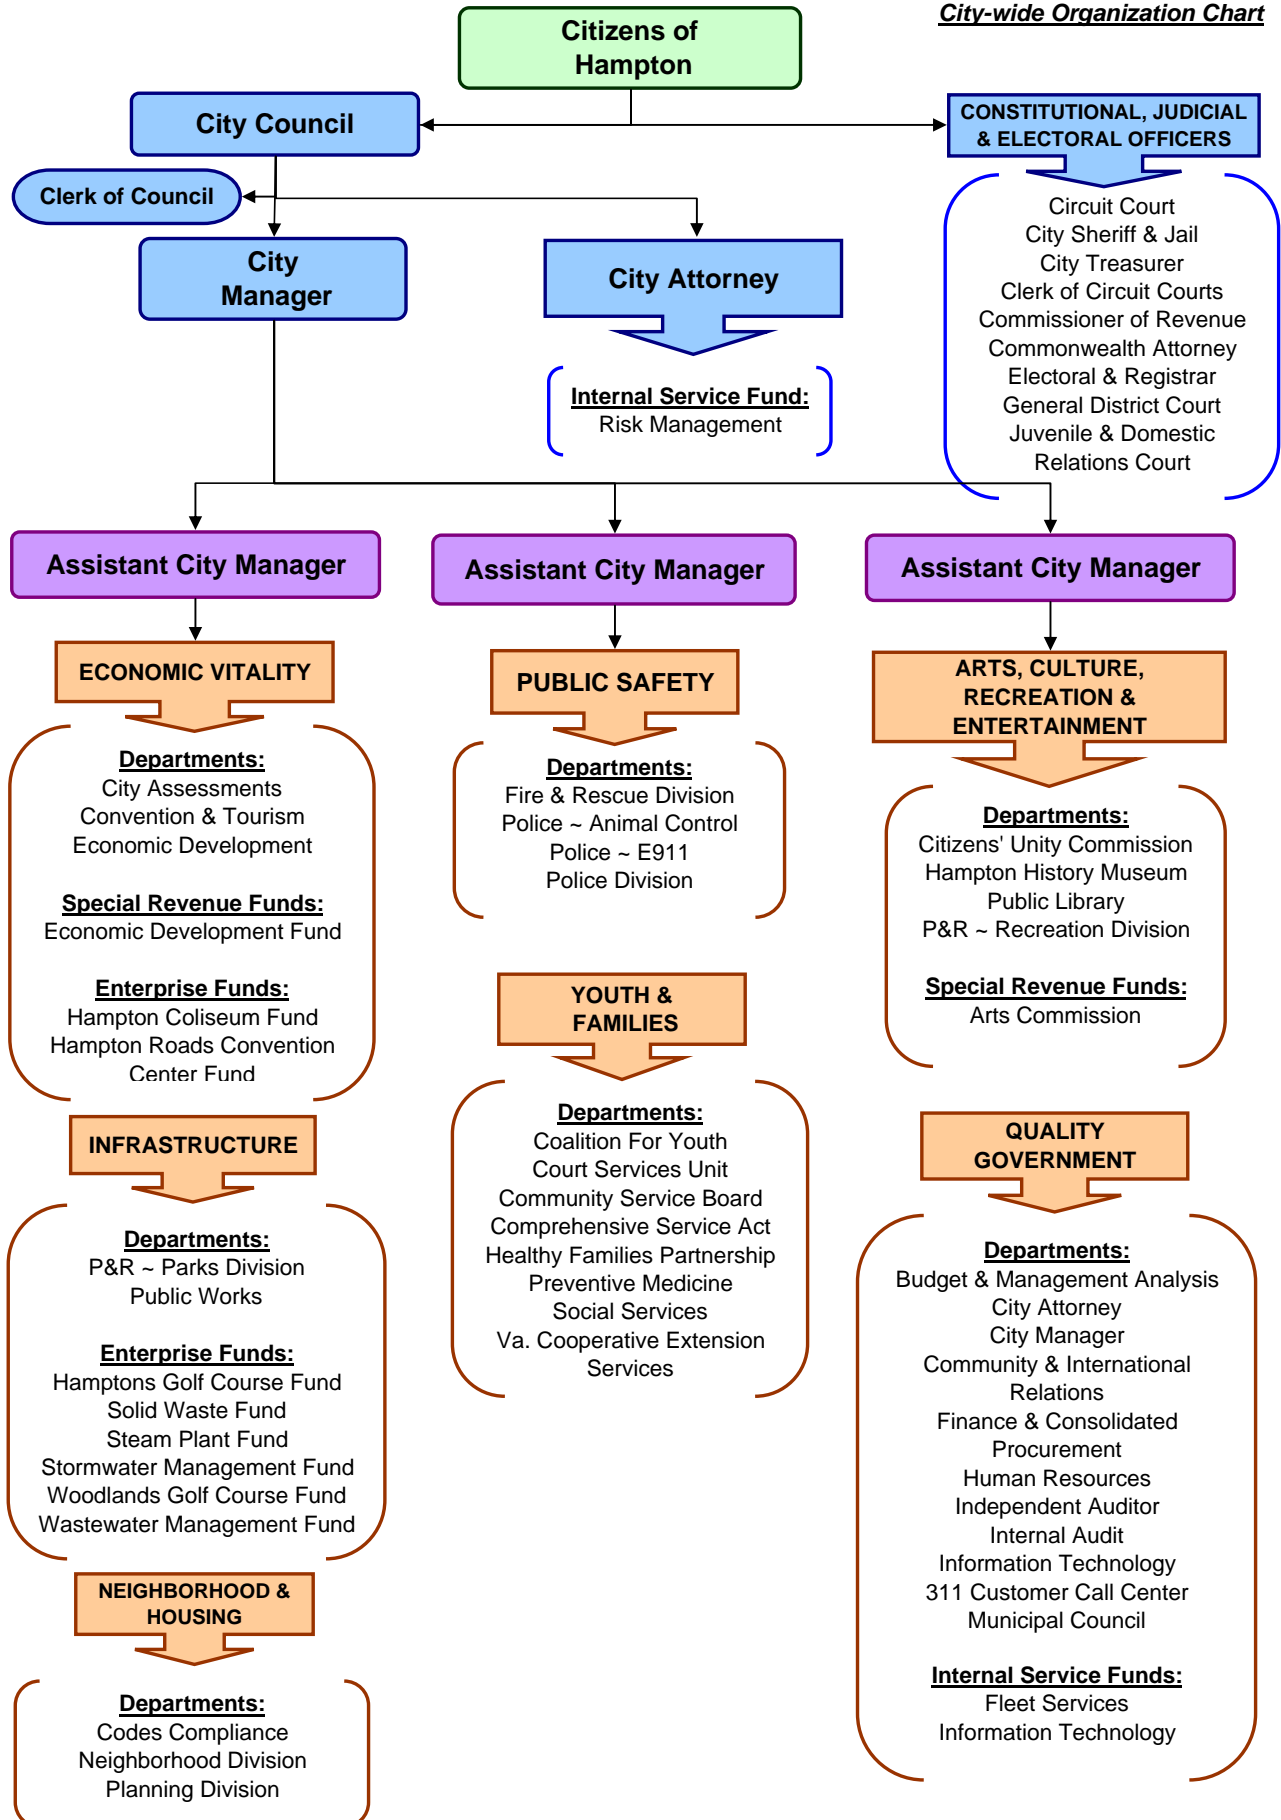 City-wide Organization Chart
Citizens of
Hampton
City Council
CONSTITUTIONAL, JUDICIAL
& ELECTORAL OFFICERS
Clerk of Council
Circuit Court
City Sheriff & Jail
City Treasurer
Clerk of Circuit Courts
Commissioner of Revenue
Commonwealth Attorney
Electoral & Registrar
General District Court
Juvenile & Domestic
Relations Court
City
Manager
City Attorney
Internal Service Fund:
Risk Management
Assistant City Manager
Assistant City Manager
Assistant City Manager
ECONOMIC VITALITY
Departments:
City Assessments
Convention & Tourism
Economic Development
Special Revenue Funds:
Economic Development Fund
Enterprise Funds:
Hampton Coliseum Fund
Hampton Roads Convention
Center Fund
INFRASTRUCTURE
Departments:
P&R ~ Parks Division
Public Works
Enterprise Funds:
Hamptons Golf Course Fund
Solid Waste Fund
Steam Plant Fund
Stormwater Management Fund
Woodlands Golf Course Fund
Wastewater Management Fund
NEIGHBORHOOD &
HOUSING
Departments:
Codes Compliance
Neighborhood Division
Planning Division
PUBLIC SAFETY
Departments:
Fire & Rescue Division
Police ~ Animal Control
Police ~ E911
Police Division
YOUTH &
FAMILIES
Departments:
Coalition For Youth
Court Services Unit
Community Service Board
Comprehensive Service Act
Healthy Families Partnership
Preventive Medicine
Social Services
Va. Cooperative Extension
Services
ARTS, CULTURE,
RECREATION &
ENTERTAINMENT
Departments:
Citizens' Unity Commission
Hampton History Museum
Public Library
P&R ~ Recreation Division
Special Revenue Funds:
Arts Commission
QUALITY
GOVERNMENT
Departments:
Budget & Management Analysis
City Attorney
City Manager
Community & International
Relations
Finance & Consolidated
Procurement
Human Resources
Independent Auditor
Internal Audit
Information Technology
311 Customer Call Center
Municipal Council
Internal Service Funds:
Fleet Services
Information Technology